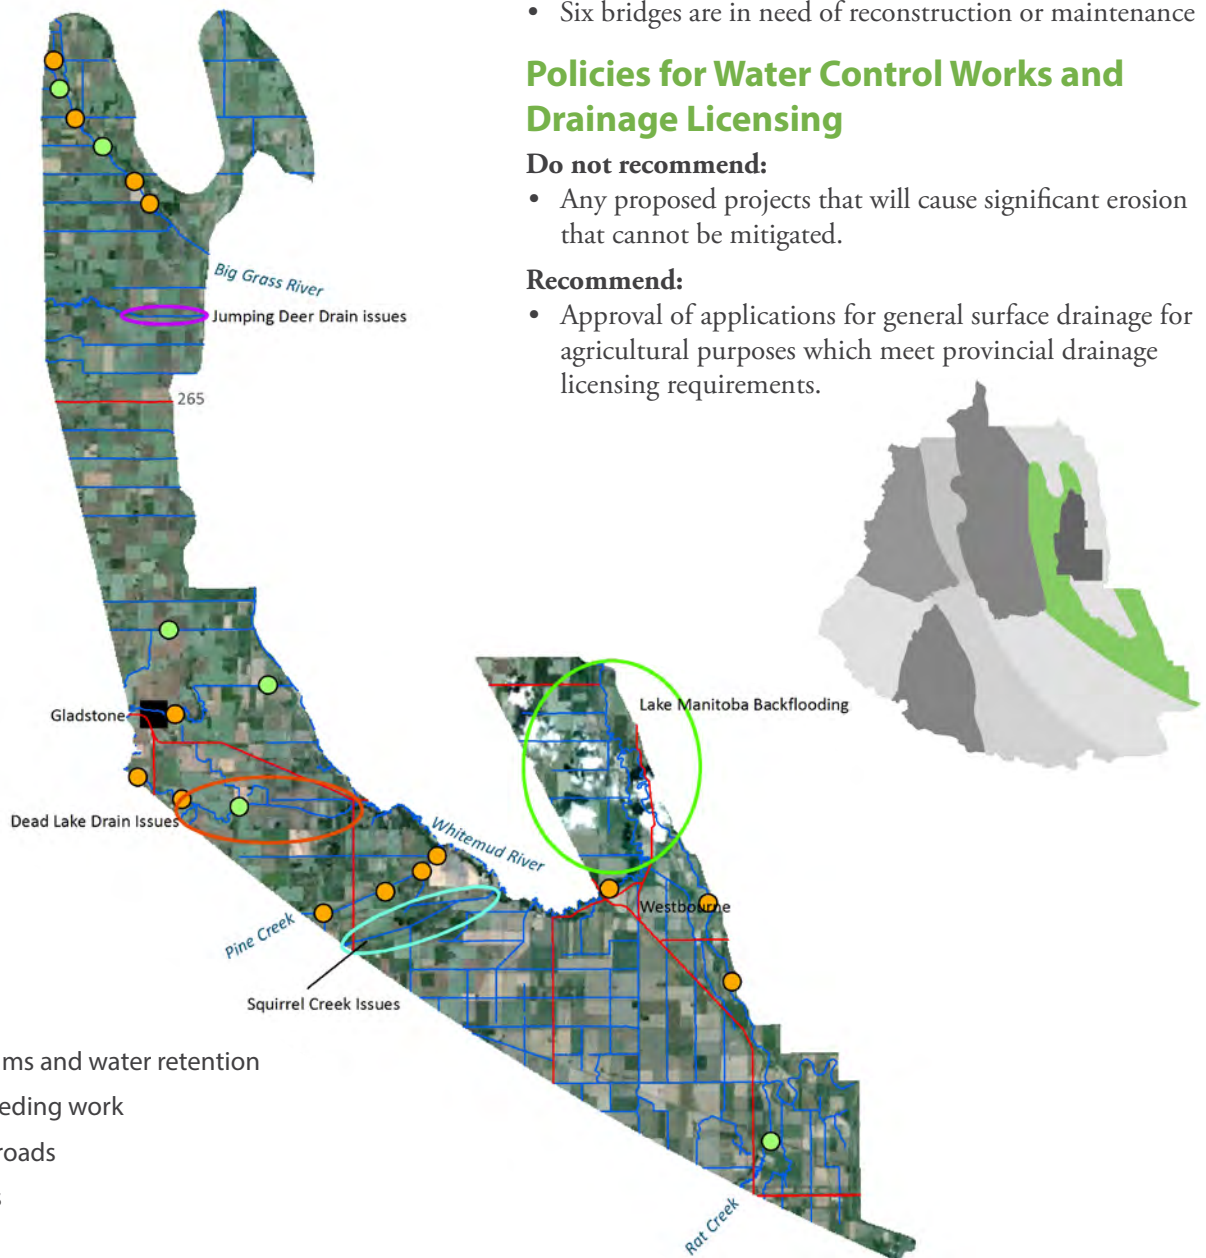 • Six bridges are in need of reconstruction or maintenance
Policies for Water Control Works and
Drainage Licensing
Do not recommend:
• Any proposed projects that will cause significant erosion
that cannot be mitigated.
Recommend:
• Approval of applications for general surface drainage for
agricultural purposes which meet provincial drainage
licensing requirements.
Big Grass River
Jumping Deer Drain issues
265
Gladstone
Lake Manitoba Backflooding
Dead Lake Drain Issues
Whitemud River
Westbourne
Pine Creek
Squirrel Creek Issues
ms and water retention
eding work
roads
s
Rat Creek